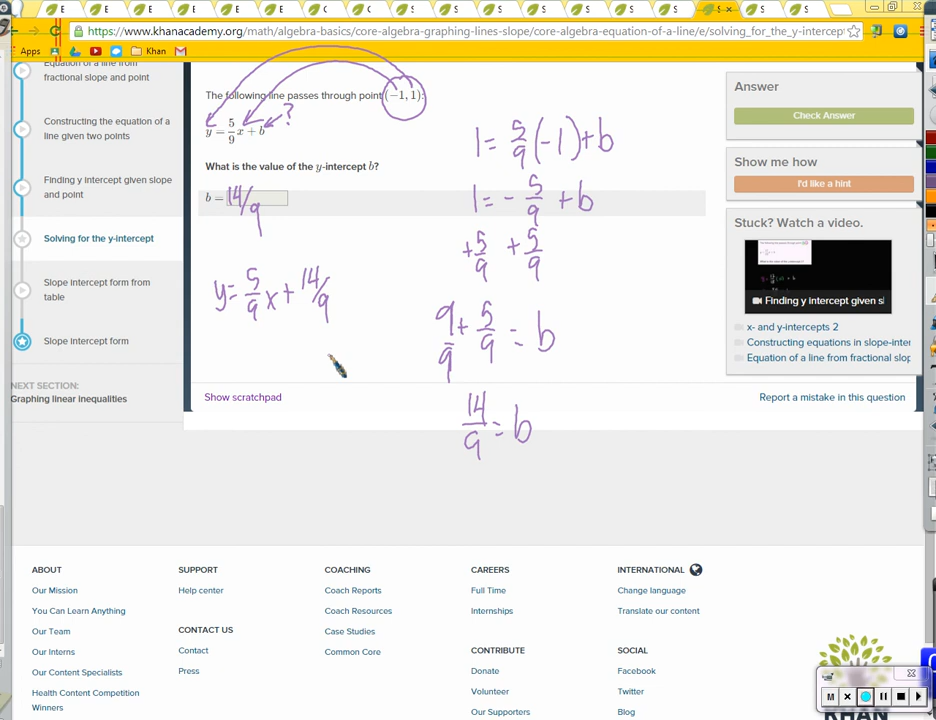 E E E E E E C C S S S S S S S S S
https://www.khanacademy.org/math/algebra-basics/core-algebra-graphing-lines-slope/core-algebra-equation-of-a-line/e/solving_for_the_y-intercep
Apps
Khan
Equation of a line from
fractional slope and point
Constructing the equation of a
line given two points
Finding y intercept given slope
and point
Solving for the y-intercept
Slope intercept form from
table
Slope intercept form
NEXT SECTION:
Graphing linear inequalities
The following line passes through point (−1, 1):
y = 5/9 x + b
?
What is the value of the y-intercept b?
b = 14/9
y = 5/9 x + 14/9
1 = 5/9 (-1) + b
1 = - 5/9 + b
+5/9 +5/9
9/9 + 5/9 = b
14/9 = b
Show scratchpad
Report a mistake in this question
Answer
Check Answer
Show me how
I'd like a hint
Stuck? Watch a video.
Finding y intercept given sl
x- and y-intercepts 2
Constructing equations in slope-inter
Equation of a line from fractional slop
ABOUT
Our Mission
You Can Learn Anything
Our Team
Our Interns
Our Content Specialists
Health Content Competition
Winners
SUPPORT
Help center
CONTACT US
Contact
Press
COACHING
Coach Reports
Coach Resources
Case Studies
Common Core
CAREERS
Full Time
Internships
CONTRIBUTE
Donate
Volunteer
Our Supporters
INTERNATIONAL
Change language
Translate our content
SOCIAL
Facebook
Twitter
Blog
KHAN
M